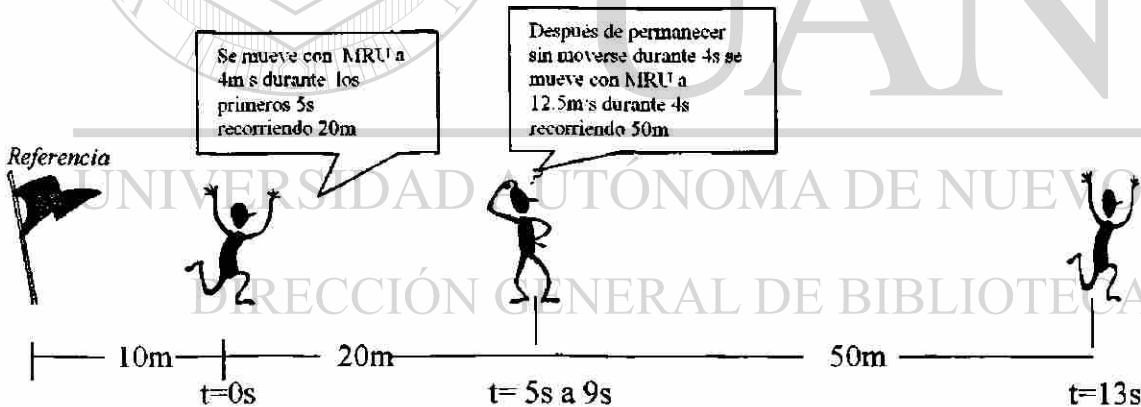 UAN
Se mueve con MRU a
4m s durante los
primeros 5s
recorriendo 20m
Después de permanecer
sin moverse durante 4s se
mueve con MRU a
12.5m/s durante 4s
recorriendo 50m
Referencia
UNIVERSIDAD AUTÓNOMA DE NUEVO
DIRECCIÓN GENERAL DE BIBLIOTECA
10m
20m
50m
t=0s
t= 5s a 9s
t=13s